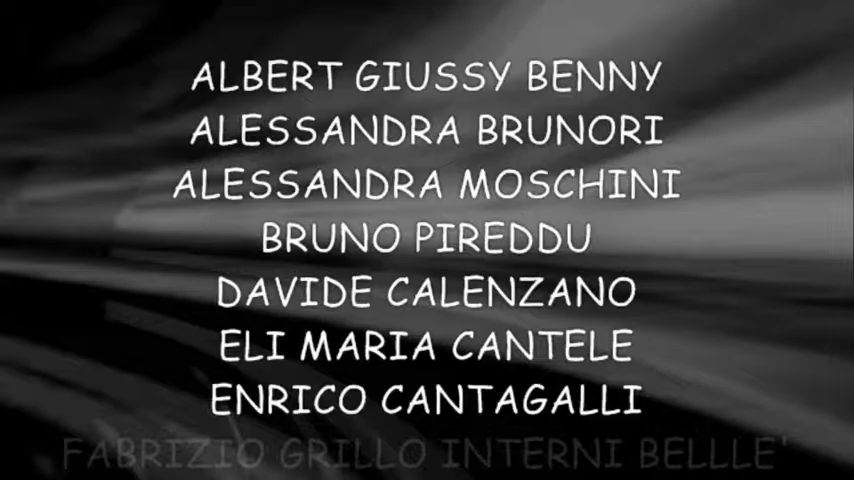 ALBERT GIUSSY BENNY
ALESSANDRA BRUNORI
ALESSANDRA MOSCHINI
BRUNO PIREDDU
DAVIDE CALENZANO
ELI MARIA CANTELE
ENRICO CANTAGALLI
FABRIZIO GRILLO INTERNI BELLLE'